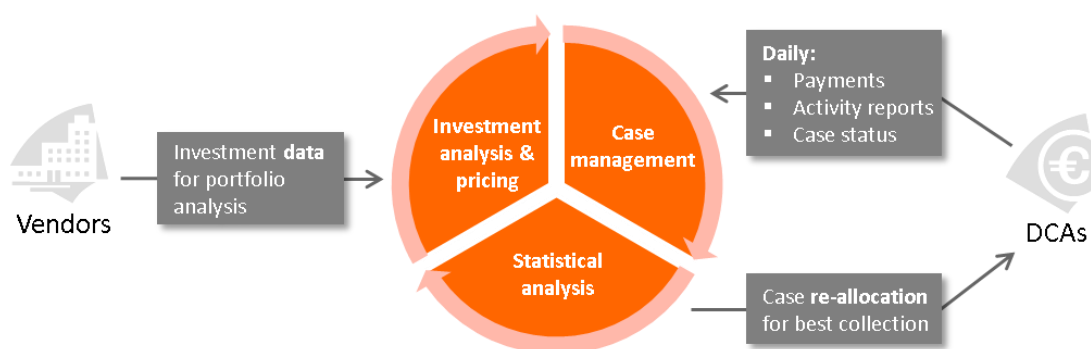 Vendors
Investment data
for portfolio
analysis
Investment
analysis &
pricing
Case
management
Statistical
analysis
Daily:
▪ Payments
▪ Activity reports
▪ Case status
DCAs
Case re-allocation
for best collection
€